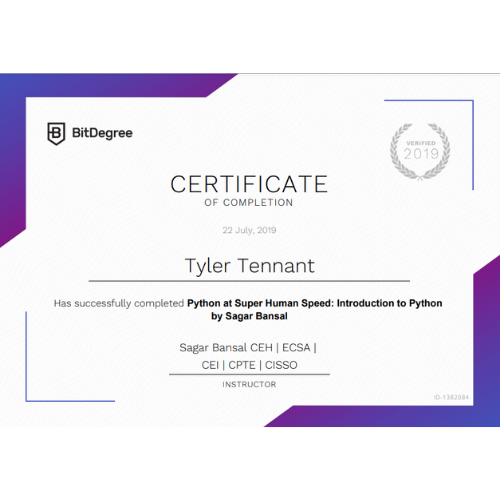 BitDegree
VERIFIED
2019
CERTIFICATE
OF COMPLETION
22 July, 2019
Tyler Tennant
Has successfully completed Python at Super Human Speed: Introduction to Python
by Sagar Bansal
Sagar Bansal CEH | ECSA |
CEI | CPTE | CISSO
INSTRUCTOR
ID-1382084